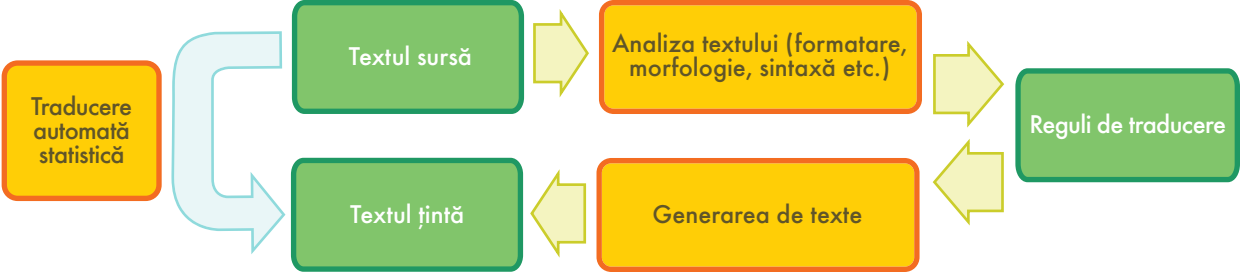 Textul sursă
Analiza textului (formatare,
morfologie, sintaxă etc.)
Traducere
automată
statistică
Reguli de traducere
Textul țintă
Generarea de texte